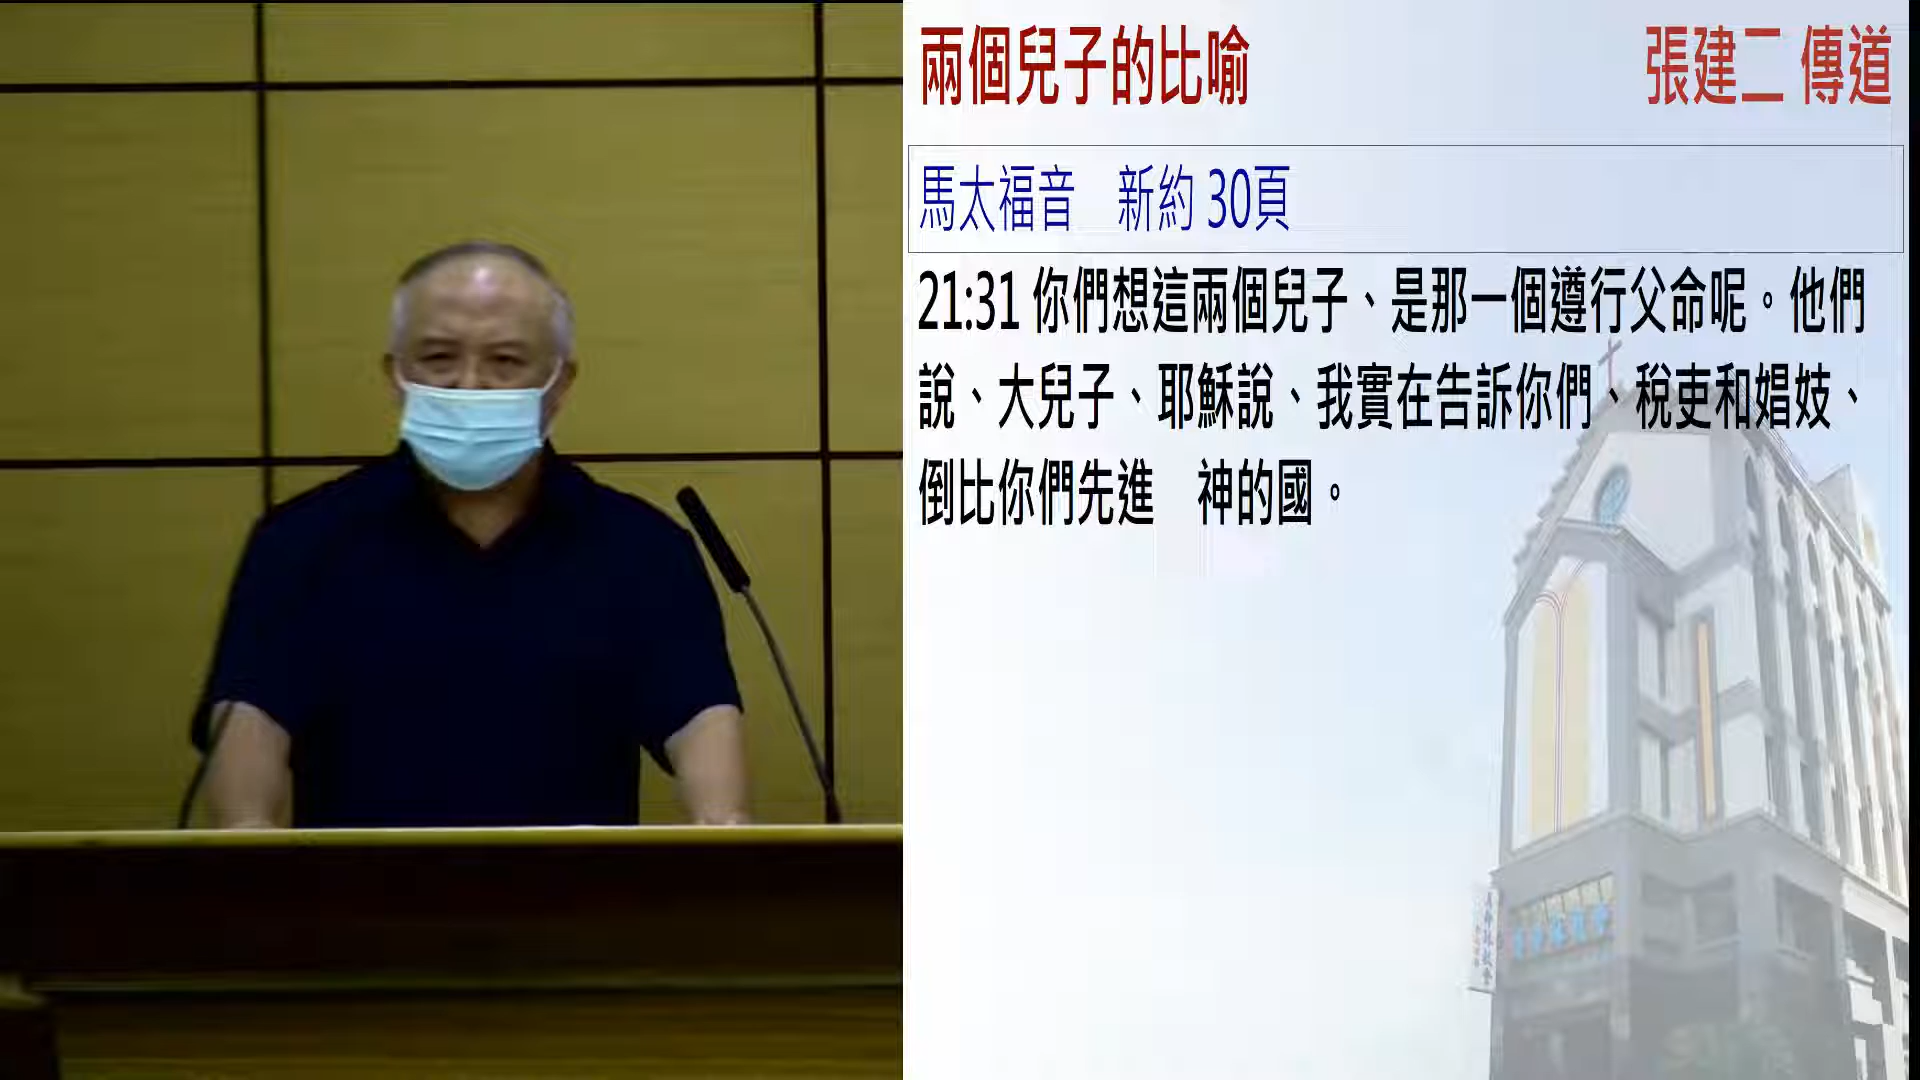 兩個兒子的比喻 張建二 傳道
馬太福音 新約 30頁
21:31 你們想這兩個兒子、是那一個遵行父命呢。他們
說、大兒子、耶穌說、我實在告訴你們、稅吏和娼妓、
倒比你們先進　神的國。